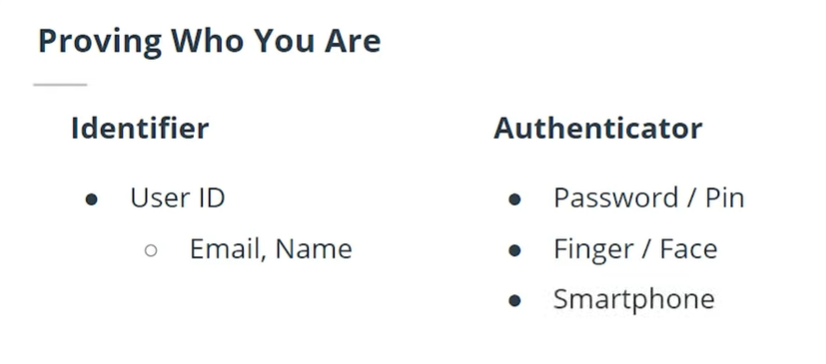 Proving Who You Are
Identifier
User ID
Email, Name
Authenticator
Password / Pin
Finger / Face
Smartphone